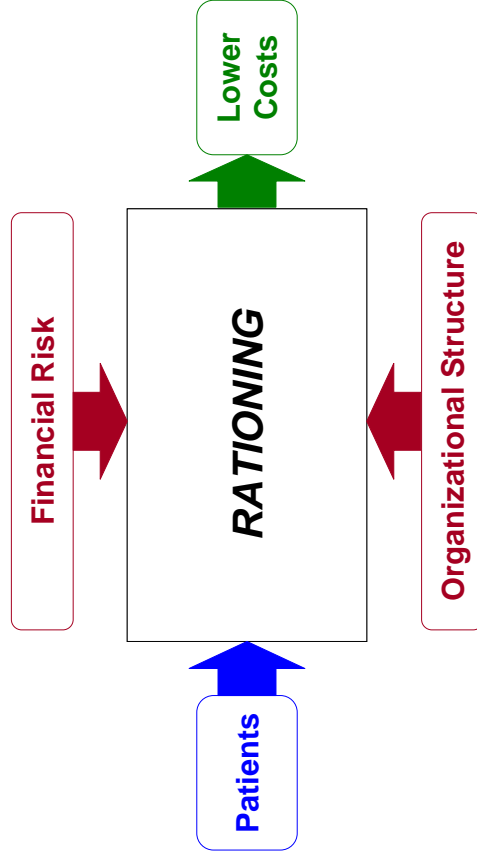 Financial Risk
Patients
RATIONING
Lower
Costs
Organizational Structure